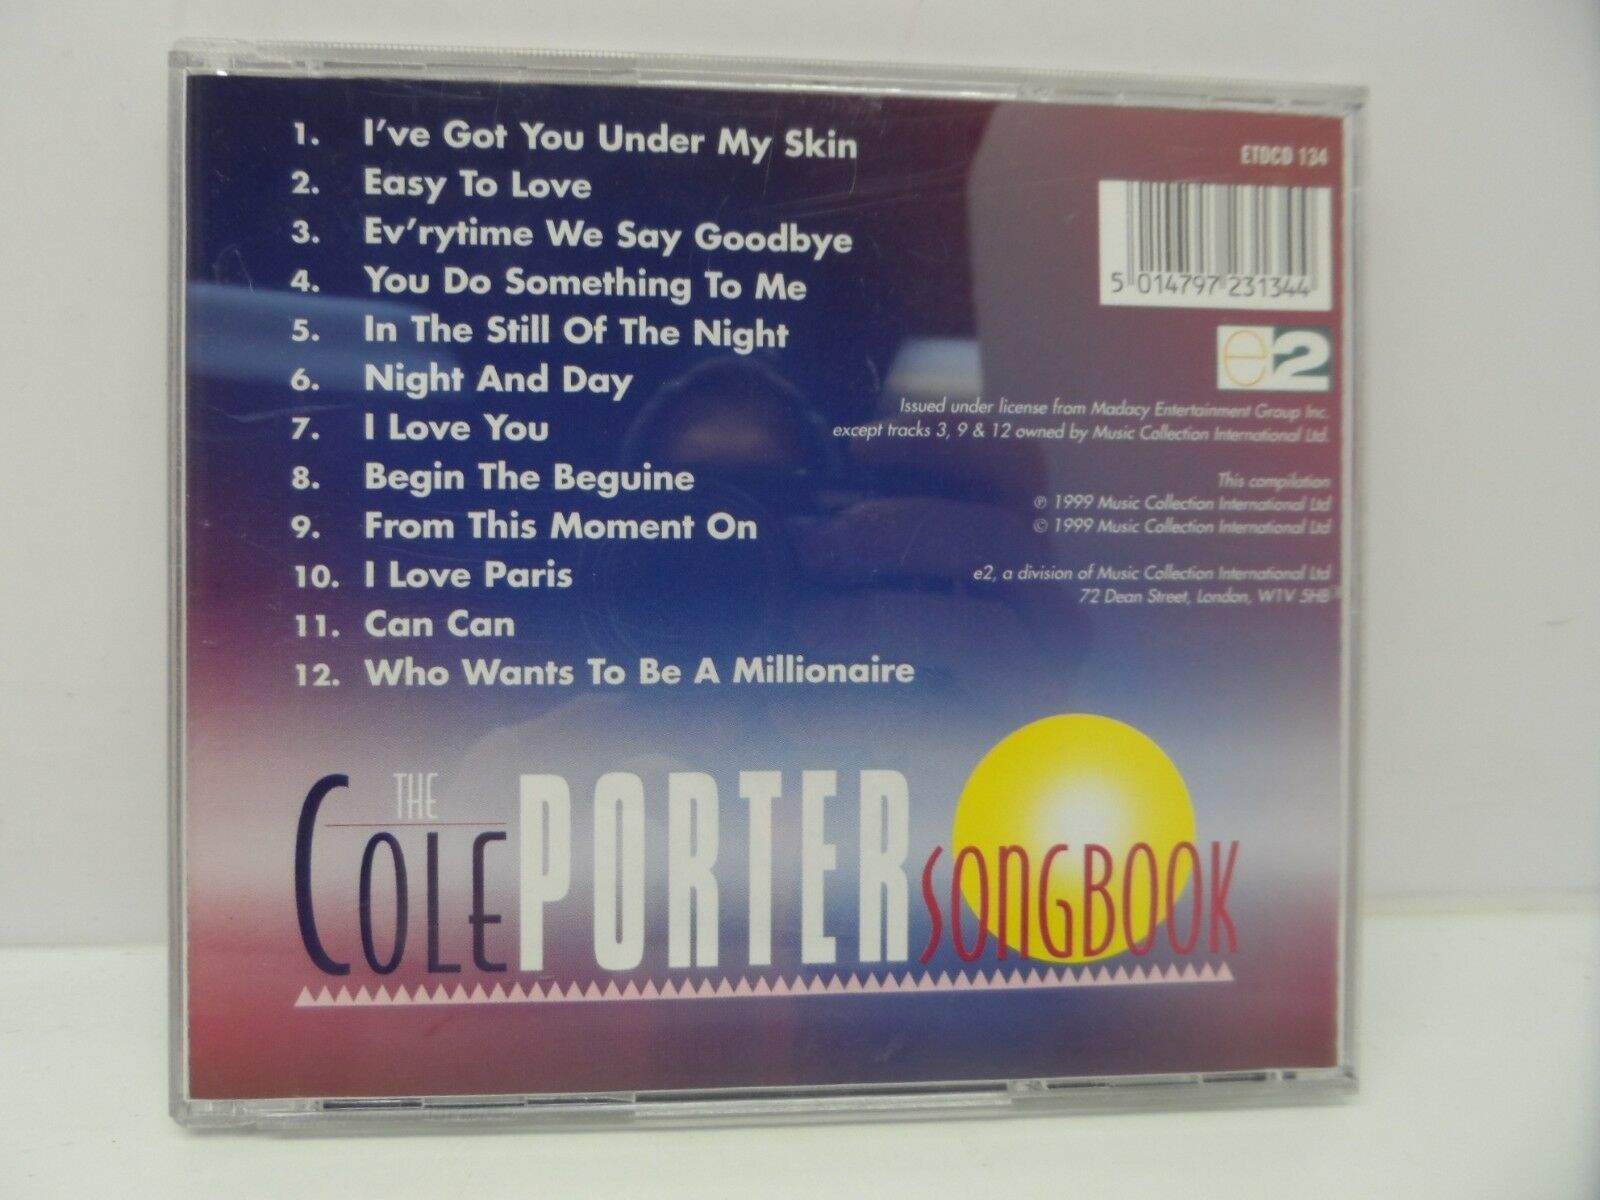 1. I've Got You Under My Skin
2. Easy To Love
3. Ev'rytime We Say Goodbye
4. You Do Something To Me
5. In The Still Of The Night
6. Night And Day
7. I Love You
8. Begin The Beguine
9. From This Moment On
10. I Love Paris
11. Can Can
12. Who Wants To Be A Millionaire
ETDCD 134
5 014797 231344
e2
Issued under license from Madacy Entertainment Group Inc.
except tracks 3, 9 & 12 owned by Music Collection International Ltd.
This compilation
℗ 1999 Music Collection International Ltd
© 1999 Music Collection International Ltd
e2, a division of Music Collection International Ltd
72 Dean Street, London, W1V 5HB
THE
COLE PORTER SONGBOOK